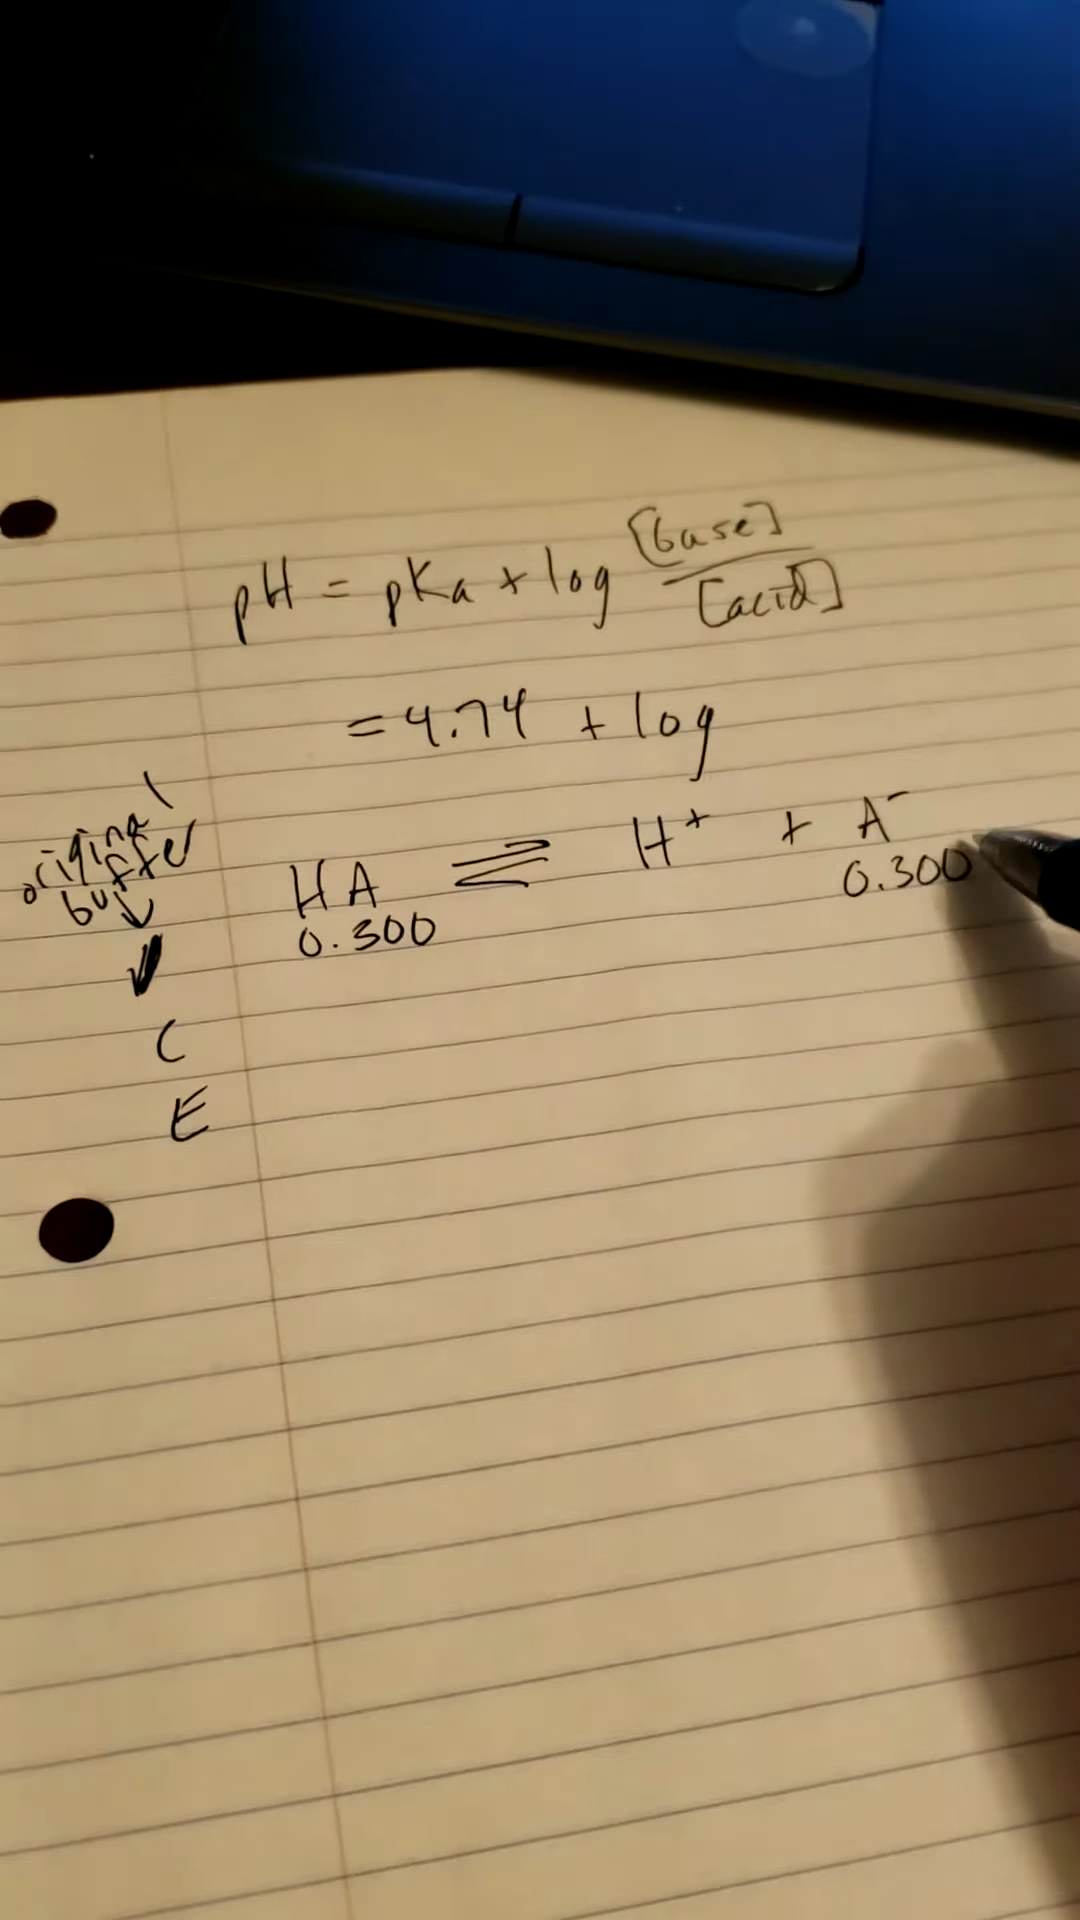 pH = pKa + log [base]/[acid]
= 4.74 + log
original
buffer
HA ⇌ H⁺ + A⁻
0.300 0.300
C
E